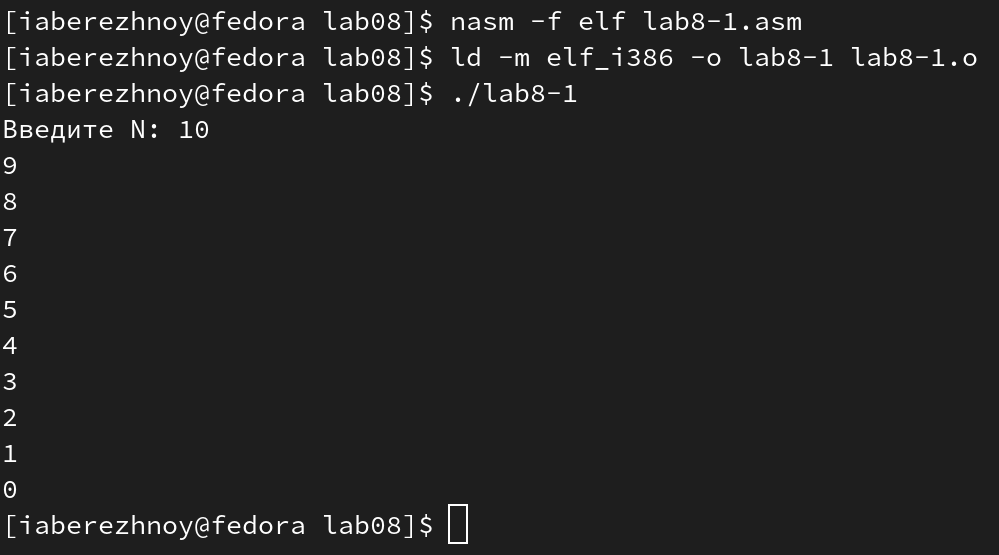 [iaberezhnoy@fedora lab08]$ nasm -f elf lab8-1.asm
[iaberezhnoy@fedora lab08]$ ld -m elf_i386 -o lab8-1 lab8-1.o
[iaberezhnoy@fedora lab08]$ ./lab8-1
Введите N: 10
9
8
7
6
5
4
3
2
1
0
[iaberezhnoy@fedora lab08]$